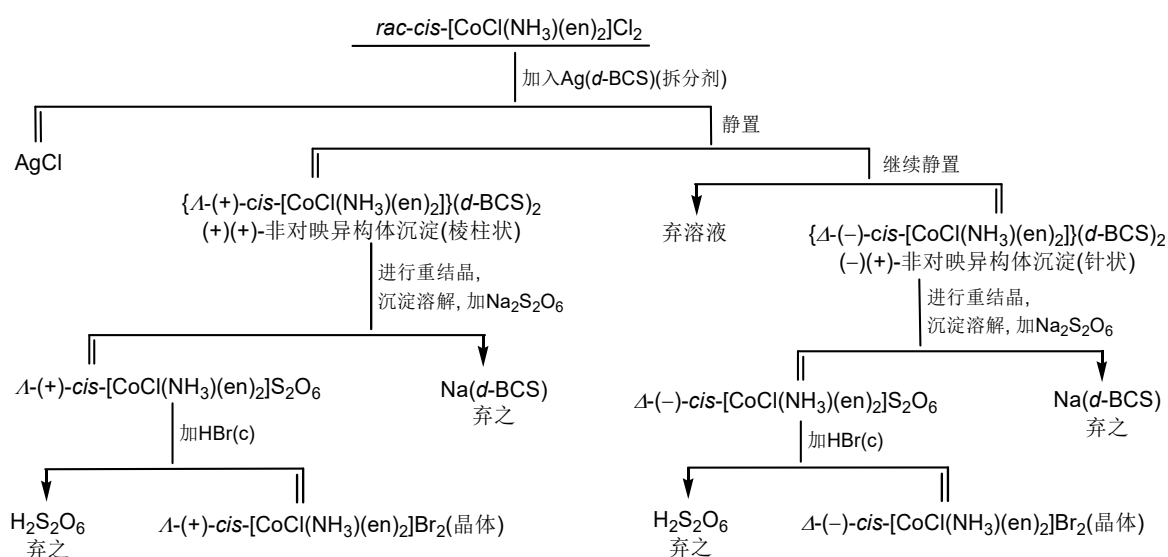 rac-cis-[CoCl(NH₃)(en)₂]Cl₂
加入Ag(d-BCS)(拆分剂)
静置
AgCl
继续静置
{Λ-(+)-cis-[CoCl(NH₃)(en)₂]}(d-BCS)₂
(+)(+)-非对映异构体沉淀(棱柱状)
弃溶液
{Δ-(−)-cis-[CoCl(NH₃)(en)₂]}(d-BCS)₂
(−)(+)-非对映异构体沉淀(针状)
进行重结晶,
沉淀溶解, 加Na₂S₂O₆
进行重结晶,
沉淀溶解, 加Na₂S₂O₆
Λ-(+)-cis-[CoCl(NH₃)(en)₂]S₂O₆
Na(d-BCS)
弃之
Δ-(−)-cis-[CoCl(NH₃)(en)₂]S₂O₆
Na(d-BCS)
弃之
加HBr(c)
加HBr(c)
H₂S₂O₆
弃之
Λ-(+)-cis-[CoCl(NH₃)(en)₂]Br₂(晶体)
H₂S₂O₆
弃之
Δ-(−)-cis-[CoCl(NH₃)(en)₂]Br₂(晶体)